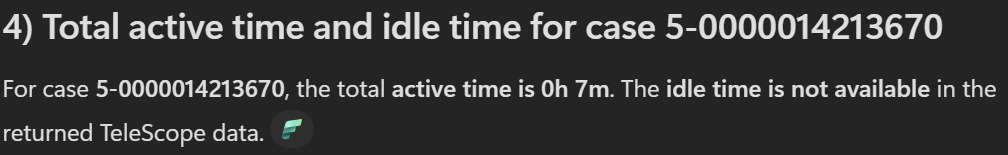 4) Total active time and idle time for case 5-0000014213670
For case 5-0000014213670, the total active time is 0h 7m. The idle time is not available in the
returned TeleScope data.